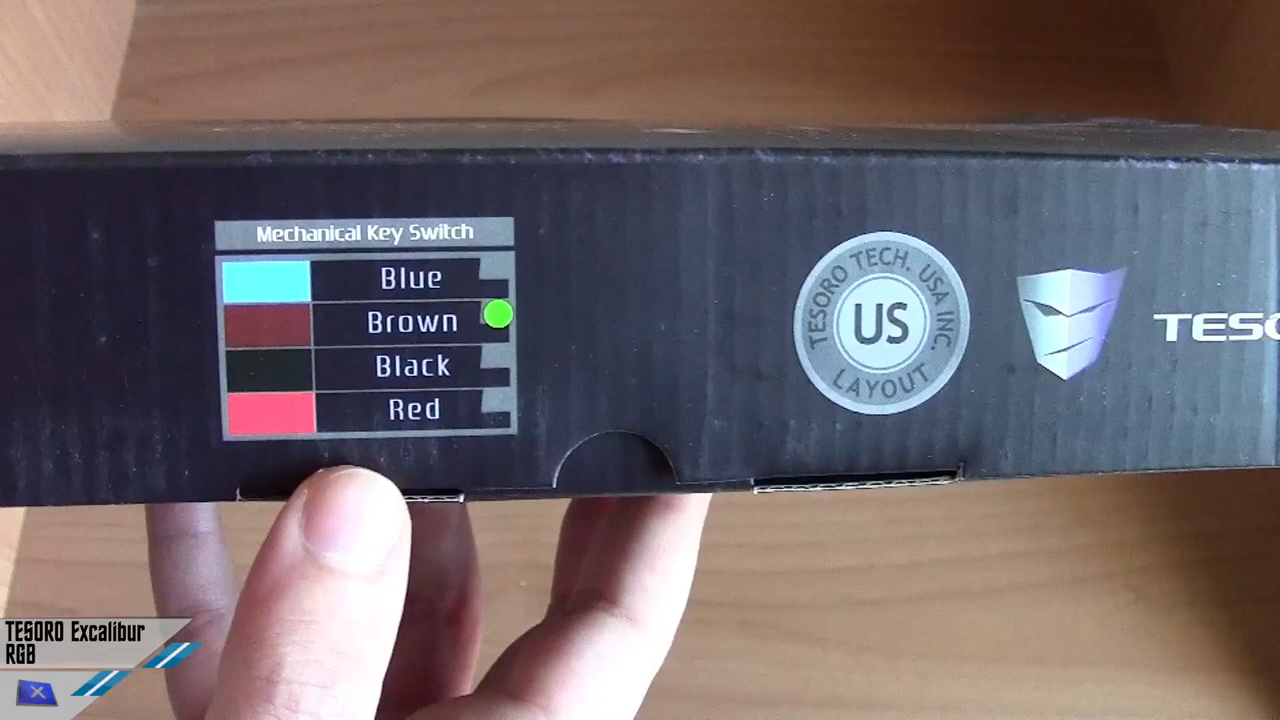 Mechanical Key Switch
Blue
Brown
Black
Red
TESORO TECH. USA INC.
US
LAYOUT
TESO
TESORO Excalibur
RGB